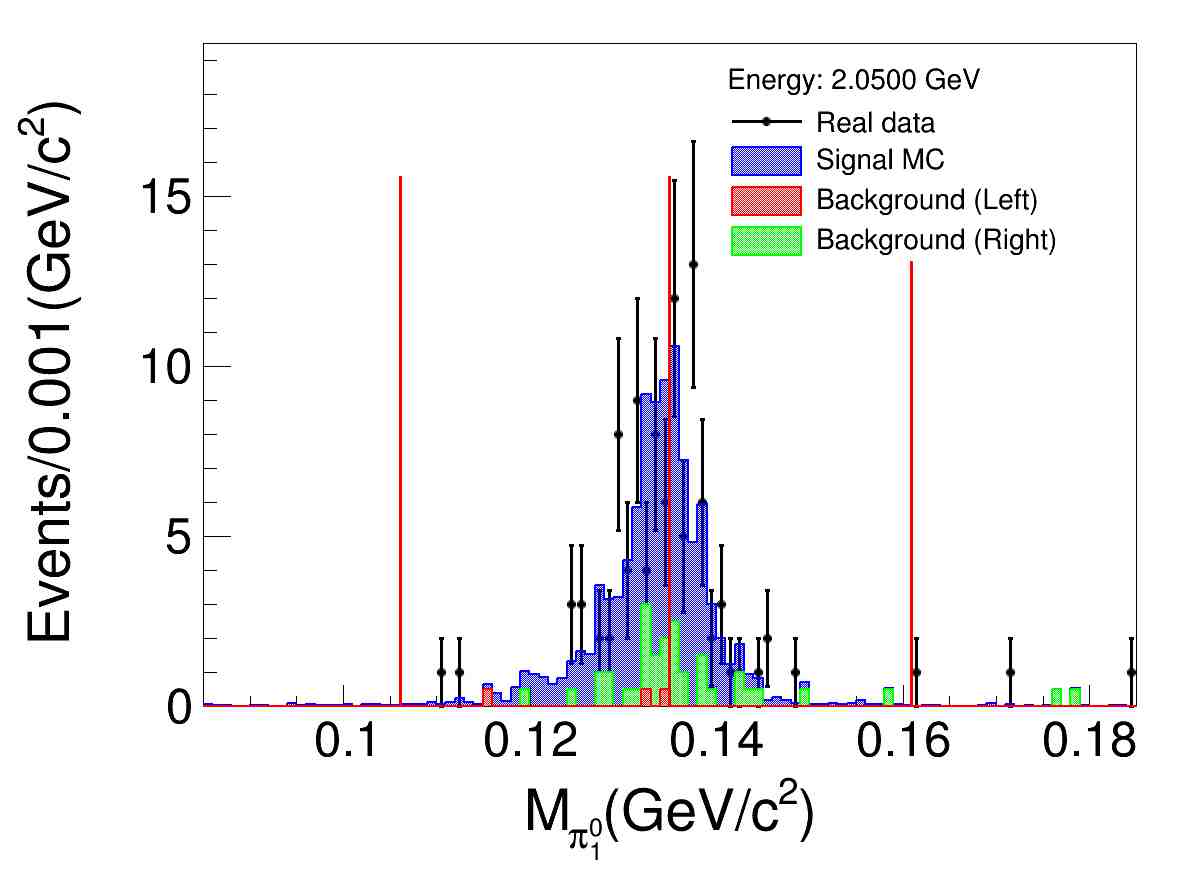 Energy: 2.0500 GeV
Real data
Signal MC
Background (Left)
Background (Right)
Events/0.001(GeV/c²)
15
10
5
0
0.1 0.12 0.14 0.16 0.18
M_{π⁰₁}(GeV/c²)